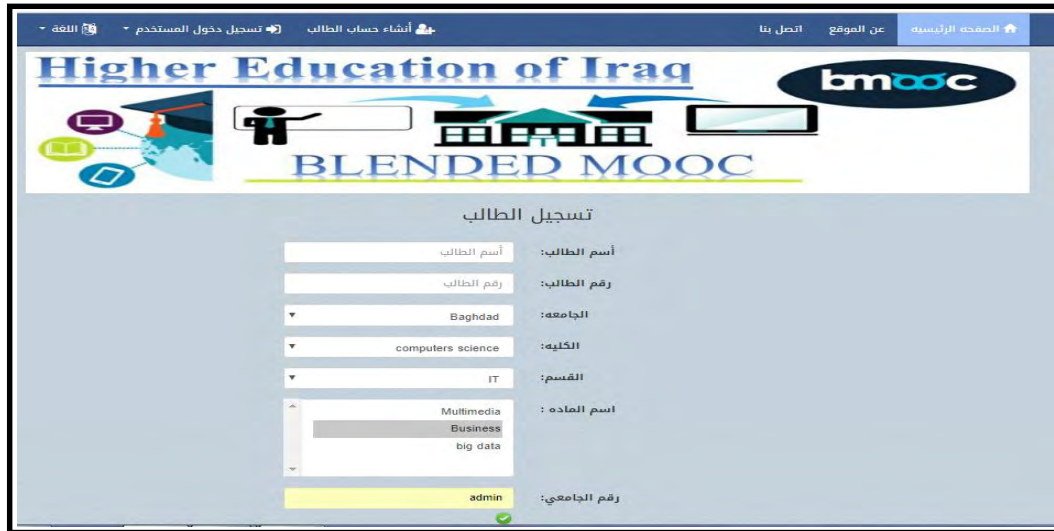 الصفحه الرئيسيه عن الموقع اتصل بنا أنشاء حساب الطالب تسجيل دخول المستخدم اللغة
Higher Education of Iraq
bmooc
BLENDED MOOC
تسجيل الطالب
أسم الطالب: أسم الطالب
رقم الطالب: رقم الطالب
الجامعه: Baghdad
الكليه: computers science
القسم: IT
اسم الماده : Multimedia
Business
big data
رقم الجامعي: admin